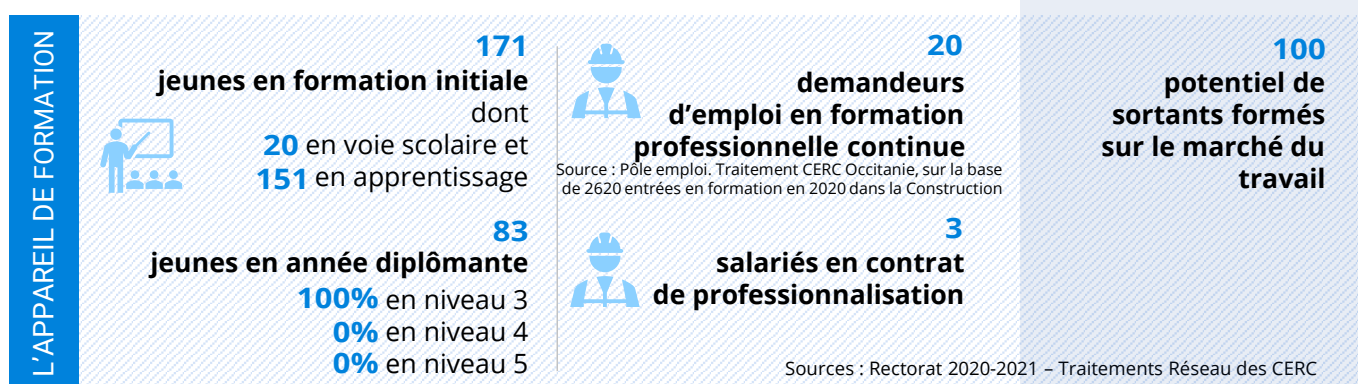 L'APPAREIL DE FORMATION
171
jeunes en formation initiale
dont
20 en voie scolaire et
151 en apprentissage
83
jeunes en année diplômante
100% en niveau 3
0% en niveau 4
0% en niveau 5
20
demandeurs
d'emploi en formation
professionnelle continue
Source : Pôle emploi. Traitement CERC Occitanie, sur la base
de 2620 entrées en formation en 2020 dans la Construction
3
salariés en contrat
de professionnalisation
100
potentiel de
sortants formés
sur le marché du
travail
Sources : Rectorat 2020-2021 – Traitements Réseau des CERC